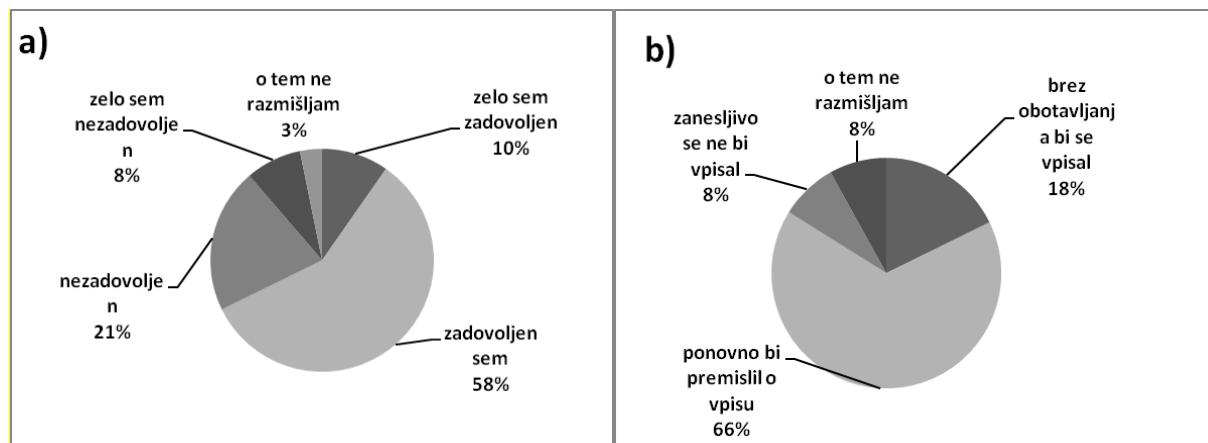 a)
zelo sem
nezadovolje
n
8%
o tem ne
razmišljam
3%
zelo sem
zadovoljen
10%
nezadovolje
n
21%
zadovoljen
sem
58%
b)
zanesljivo
se ne bi
vpisal
8%
o tem ne
razmišljam
8%
brez
obotavljanj
a bi se
vpisal
18%
ponovno bi
premislil o
vpisu
66%